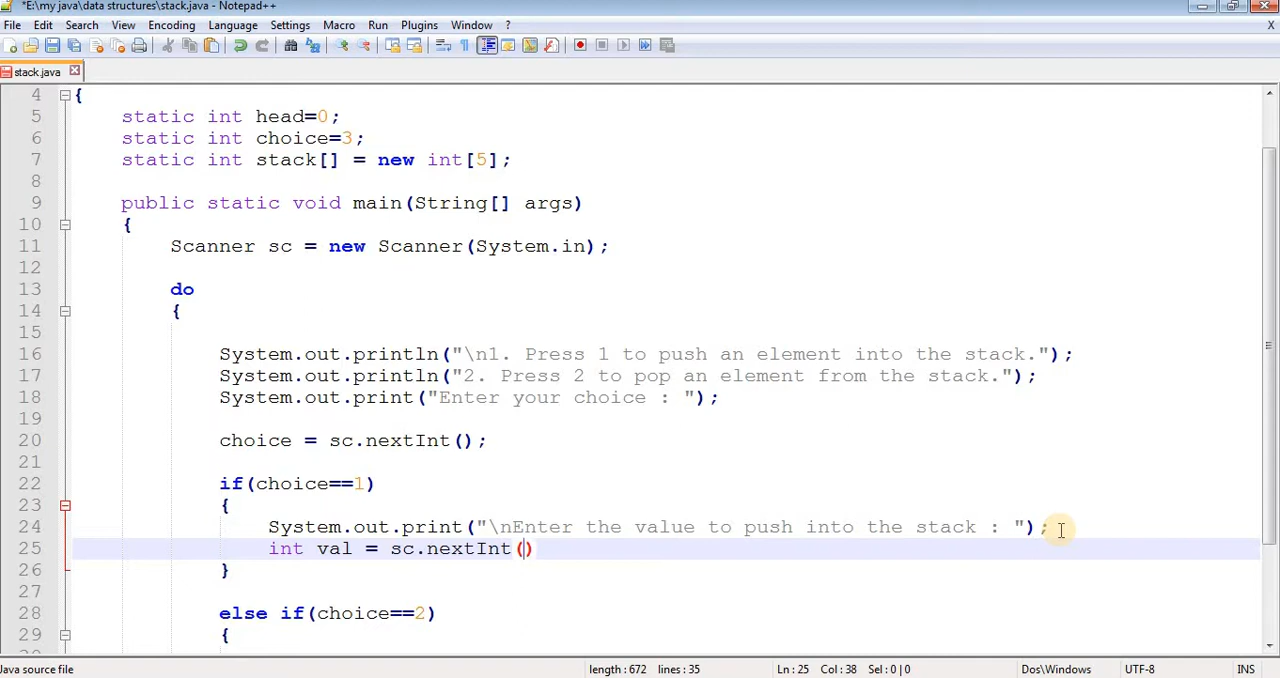 *E:\my java\data structures\stack.java - Notepad++
File Edit Search View Encoding Language Settings Macro Run Plugins Window ?
X
stack.java
4 {
5 static int head=0;
6 static int choice=3;
7 static int stack[] = new int[5];
8
9 public static void main(String[] args)
10 {
11 Scanner sc = new Scanner(System.in);
12
13 do
14 {
15
16 System.out.println("\n1. Press 1 to push an element into the stack.");
17 System.out.println("2. Press 2 to pop an element from the stack.");
18 System.out.print("Enter your choice : ");
19
20 choice = sc.nextInt();
21
22 if(choice==1)
23 {
24 System.out.print("\nEnter the value to push into the stack : ");
25 int val = sc.nextInt()
26 }
27
28 else if(choice==2)
29 {
Java source file length : 672 lines : 35 Ln : 25 Col : 38 Sel : 0 | 0 Dos\Windows UTF-8 INS